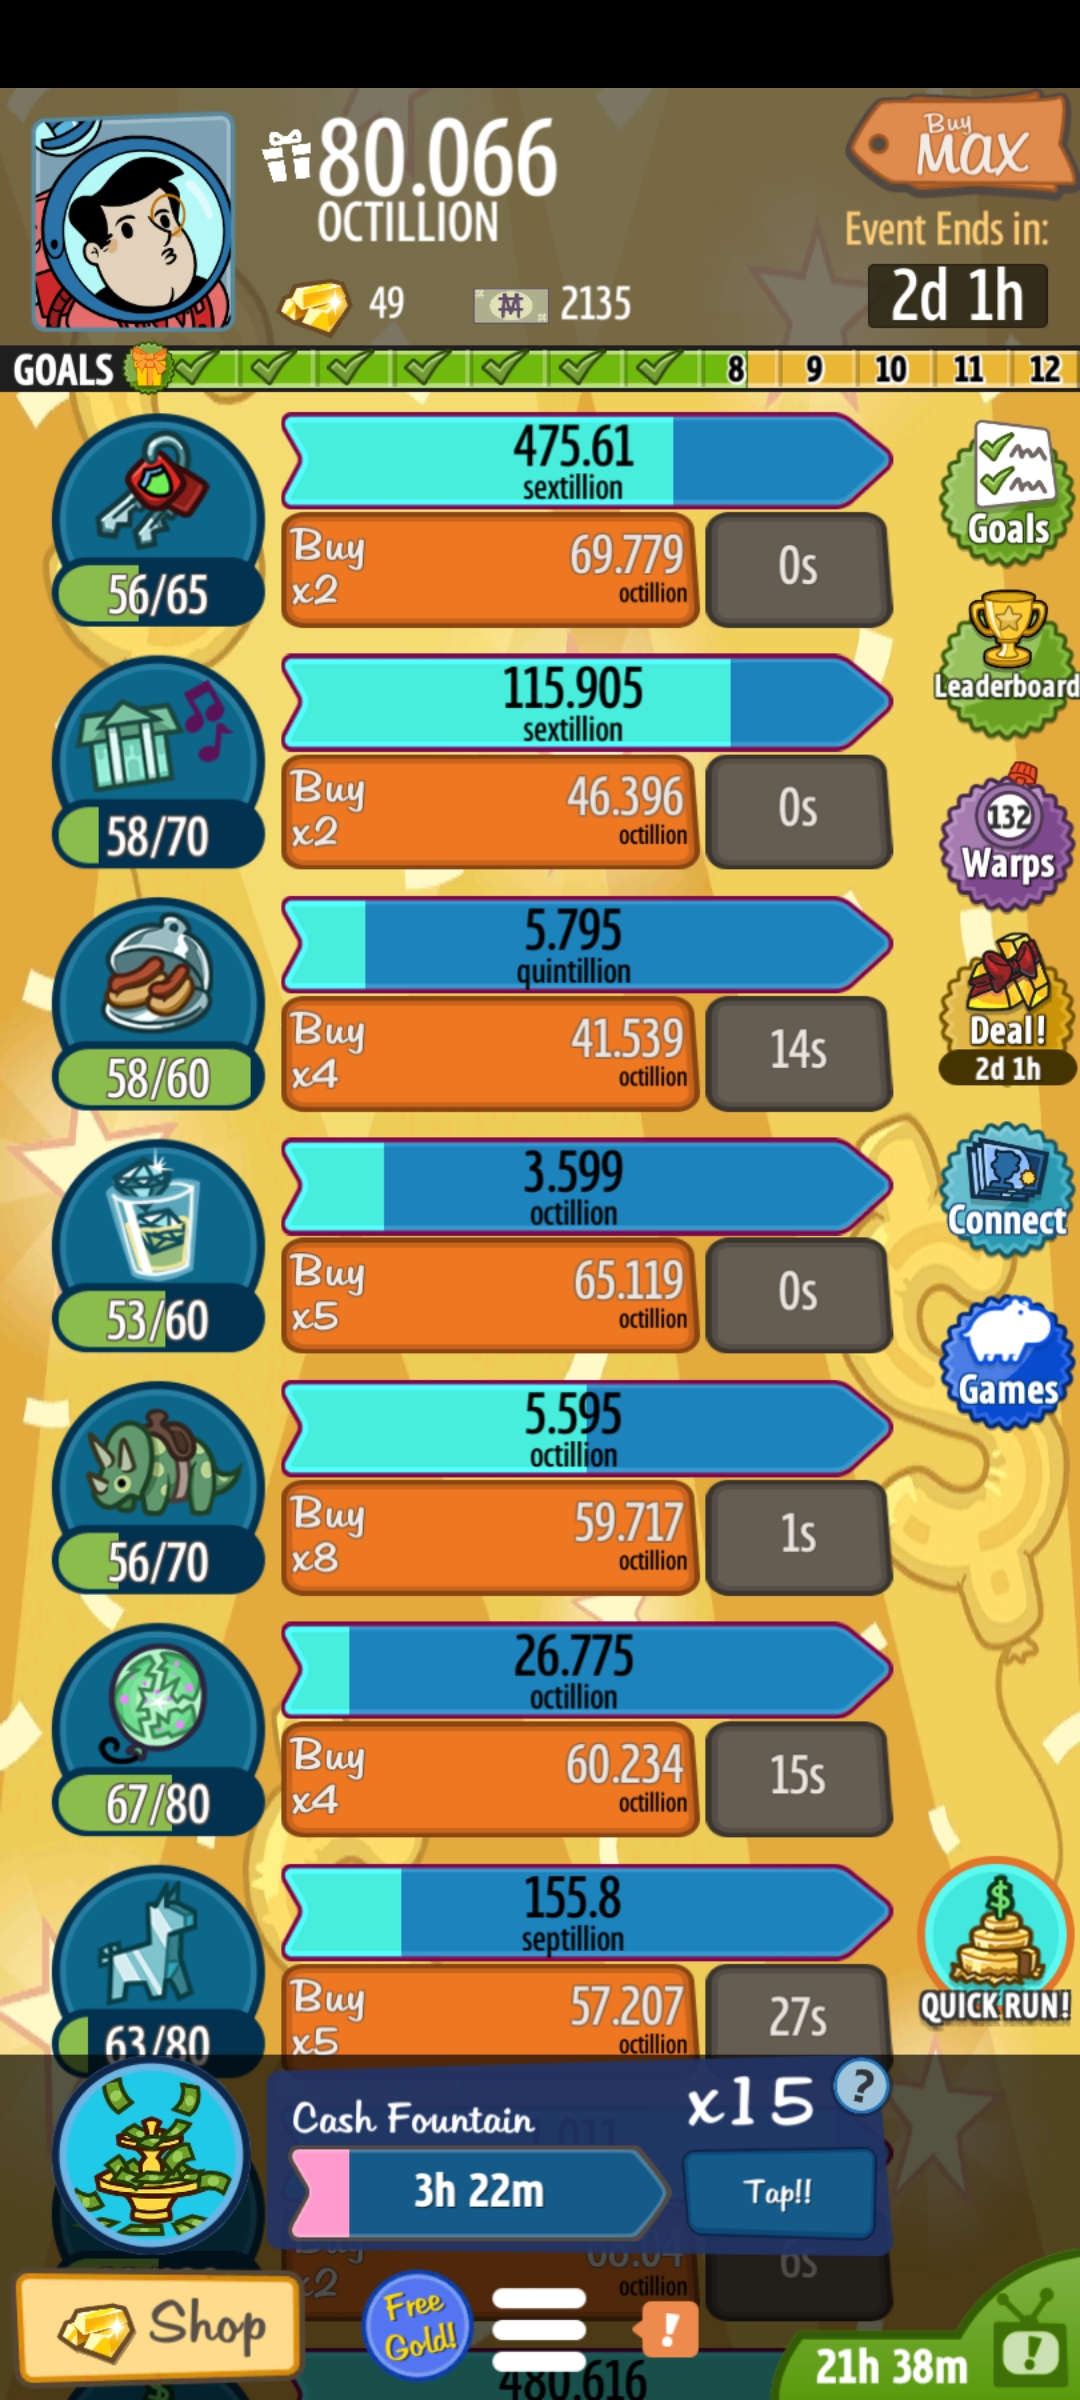 80.066
OCTILLION
Buy
MAX
Event Ends in:
2d 1h
49
2135
GOALS
8 9 10 11 12
475.61
sextillion
Buy
x2
69.779
octillion
0s
56/65
Goals
115.905
sextillion
Buy
x2
46.396
octillion
0s
58/70
Leaderboard
132
Warps
5.795
quintillion
Buy
x4
41.539
octillion
14s
58/60
Deal!
2d 1h
3.599
octillion
Buy
x5
65.119
octillion
0s
53/60
Connect
Games
5.595
octillion
Buy
x8
59.717
octillion
1s
56/70
26.775
octillion
Buy
x4
60.234
octillion
15s
67/80
155.8
septillion
Buy
x5
57.207
octillion
27s
63/80
QUICK RUN!
Cash Fountain
x15
?
3h 22m
Tap!!
Buy
x2
octillion
6s
Shop
Free
Gold!
!
21h 38m
480.616